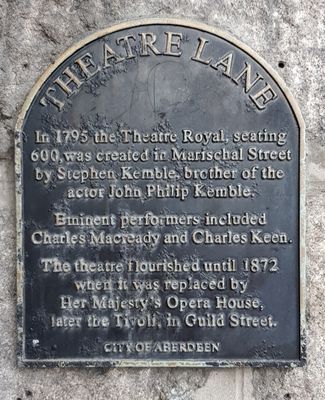 THEATRE LANE
In 1795 the Theatre Royal, seating
600, was created in Marischal Street
by Stephen Kemble, brother of the
actor John Philip Kemble.
Eminent performers included
Charles Macready and Charles Keen.
The theatre flourished until 1872
when it was replaced by
Her Majesty's Opera House,
later the Tivoli, in Guild Street.
CITY OF ABERDEEN